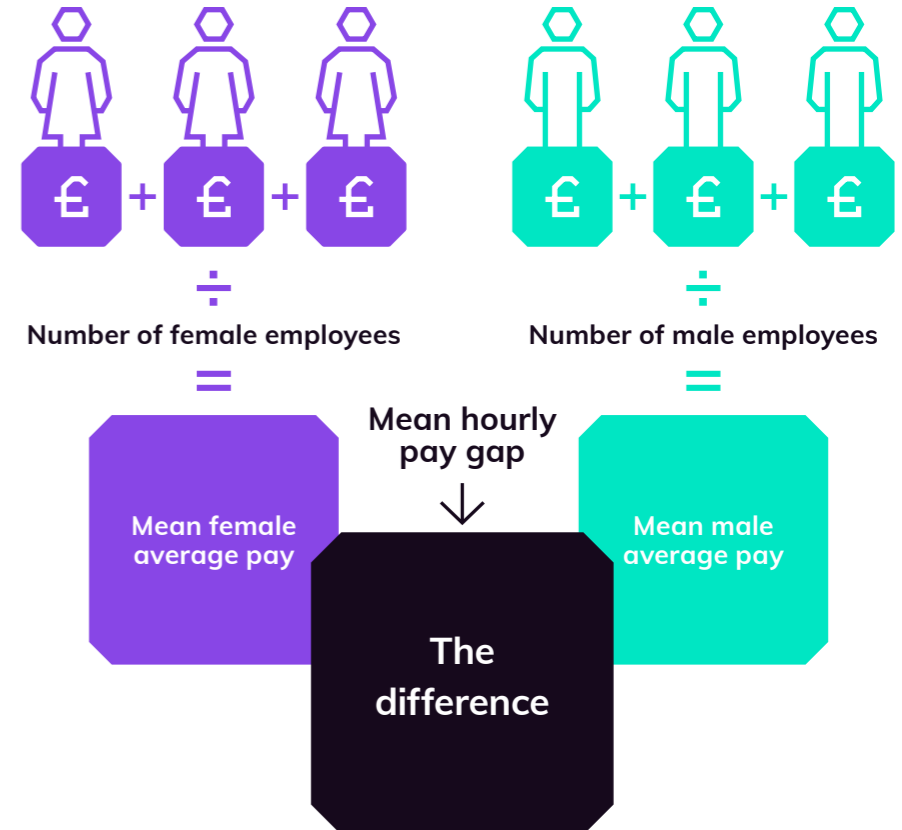 £ + £ + £
£ + £ + £
÷
÷
Number of female employees
Number of male employees
=
=
Mean hourly
pay gap
Mean female
average pay
Mean male
average pay
The
difference